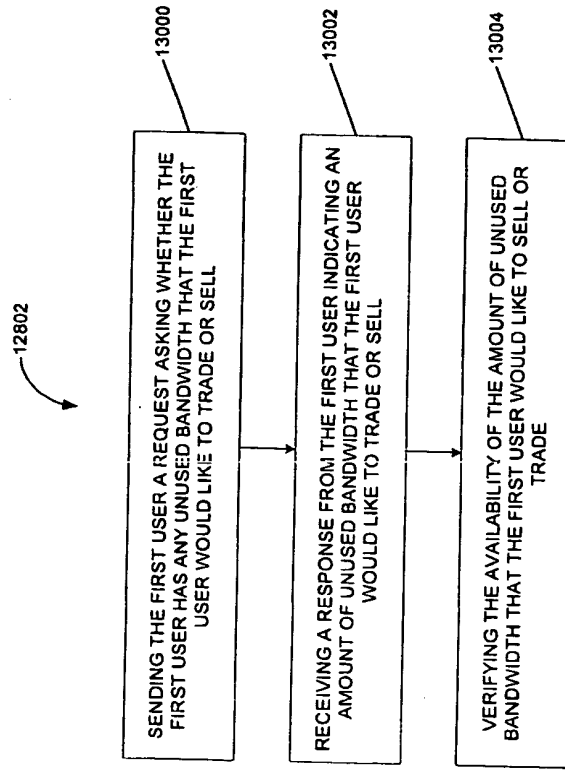 12802
SENDING THE FIRST USER A REQUEST ASKING WHETHER THE
FIRST USER HAS ANY UNUSED BANDWIDTH THAT THE FIRST
USER WOULD LIKE TO TRADE OR SELL
13000
RECEIVING A RESPONSE FROM THE FIRST USER INDICATING AN
AMOUNT OF UNUSED BANDWIDTH THAT THE FIRST USER
WOULD LIKE TO TRADE OR SELL
13002
VERIFYING THE AVAILABILITY OF THE AMOUNT OF UNUSED
BANDWIDTH THAT THE FIRST USER WOULD LIKE TO SELL OR
TRADE
13004